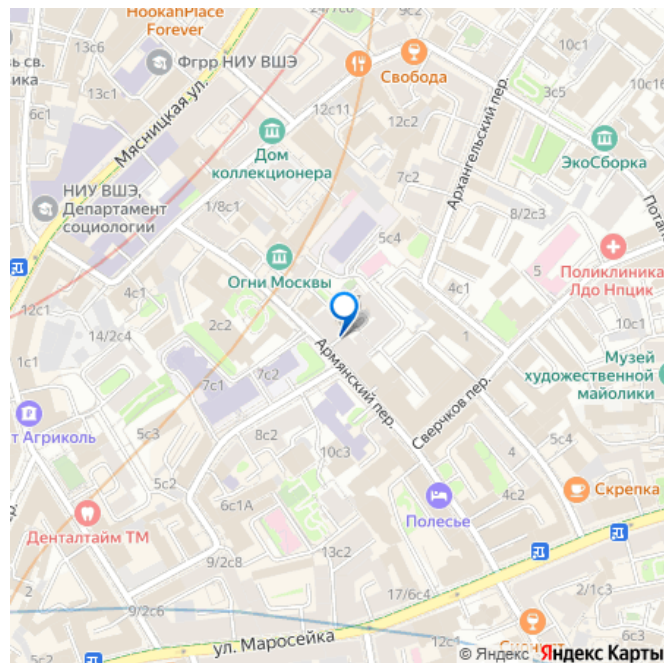 HookahPlace
Forever
14/7с6
9с2
13с6
Фгрр НИУ ВШЭ
10с1
6с1
13с1
Мясницкая ул.
Свобода
12с11
3с5
12с2
Архангельский пер.
Дом
коллекционера
ЭкоСборка
7с2
НИУ ВШЭ,
Департамент
социологии
1/8с1
8/2с3
5с4
Огни Москвы
5
Поликлиника
Лдо Нпцик
4с1
12с1
2с2
14/2с4
1
10с1
1с1
Армянский пер.
Музей
художественной
майолики
7с1
7с2
Сверчков пер.
т Агриколь
5с3
8с2
10с3
4
5с4
5с2
Скрепка
6с1А
4с2
Полесье
Денталтайм ТМ
13с2
9/2с8
2
17/6с4
2/1с3
9/2с6
ул. Маросейка
12с1
© Яндекс Яндекс Карты